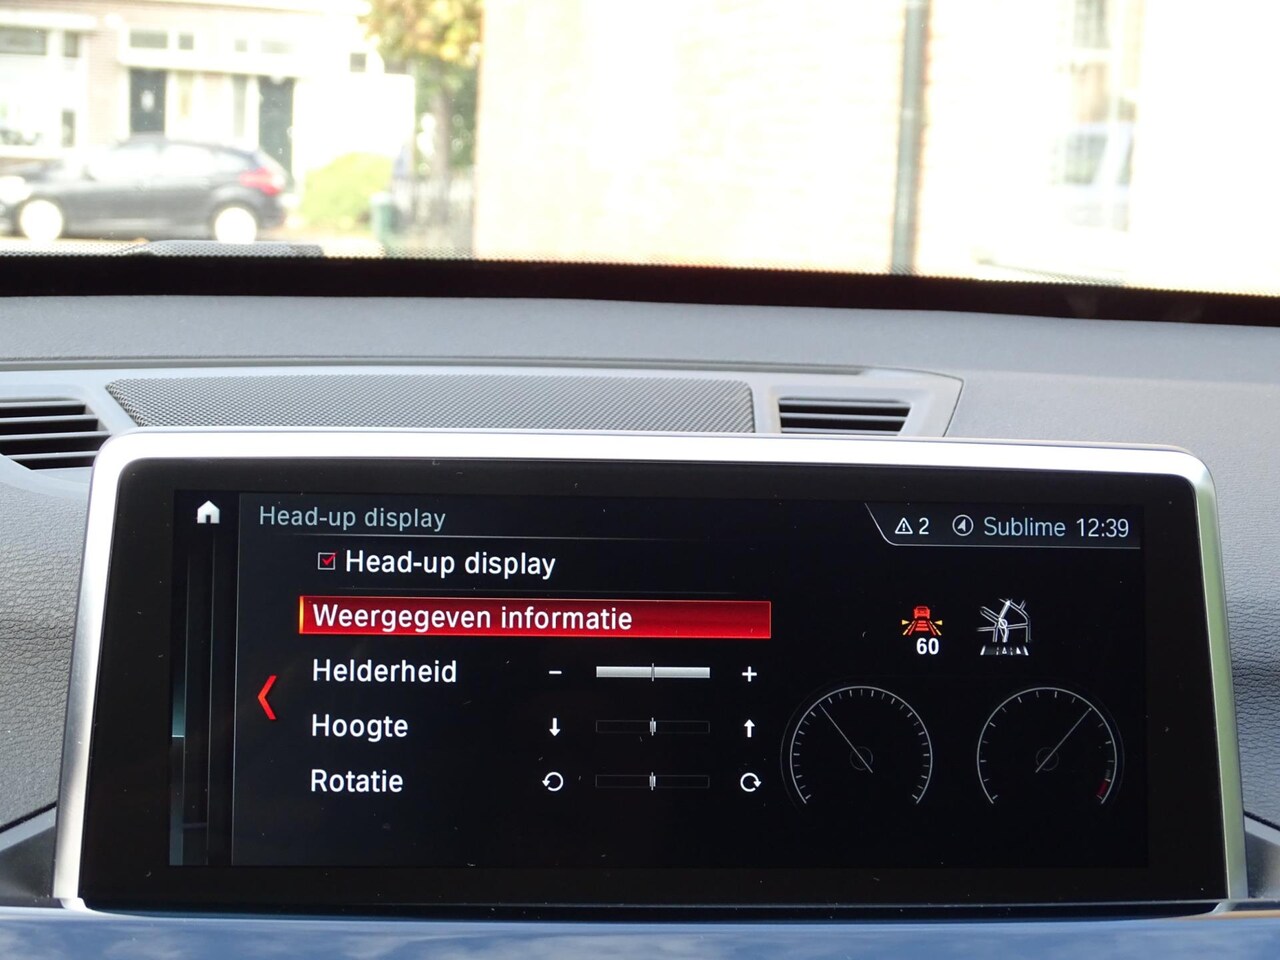 Head-up display
2 Sublime 12:39
Head-up display
Weergegeven informatie
Helderheid - +
Hoogte
Rotatie
60